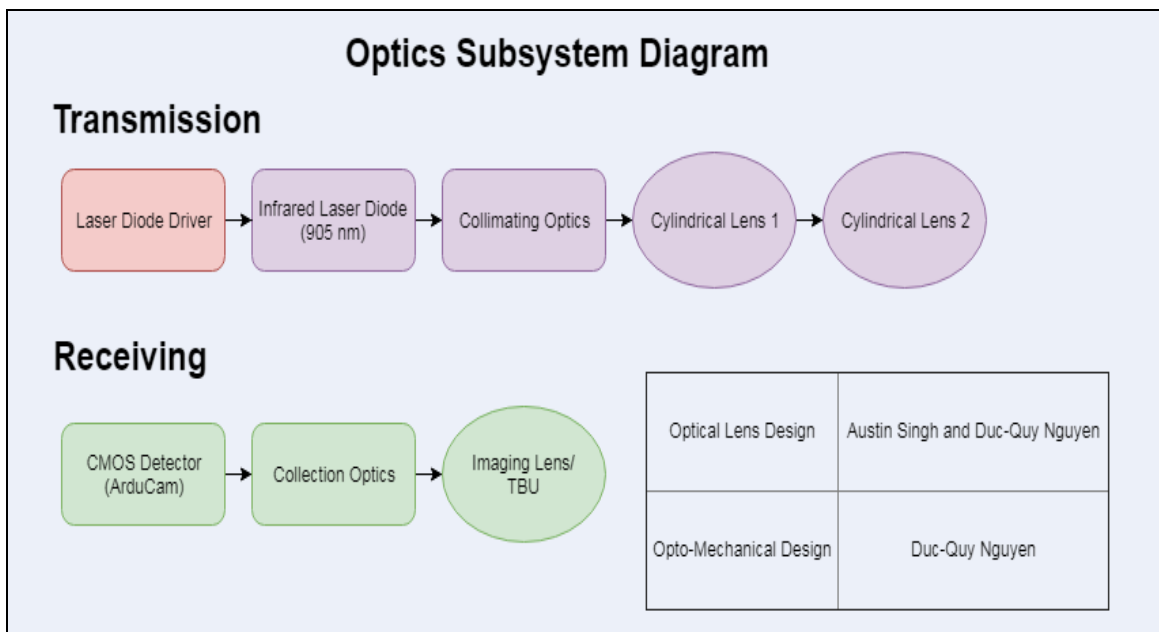 Optics Subsystem Diagram
Transmission
Laser Diode Driver
Infrared Laser Diode
(905 nm)
Collimating Optics
Cylindrical Lens 1
Cylindrical Lens 2
Receiving
CMOS Detector
(ArduCam)
Collection Optics
Imaging Lens/
TBU
Optical Lens Design
Austin Singh and Duc-Quy Nguyen
Opto-Mechanical Design
Duc-Quy Nguyen